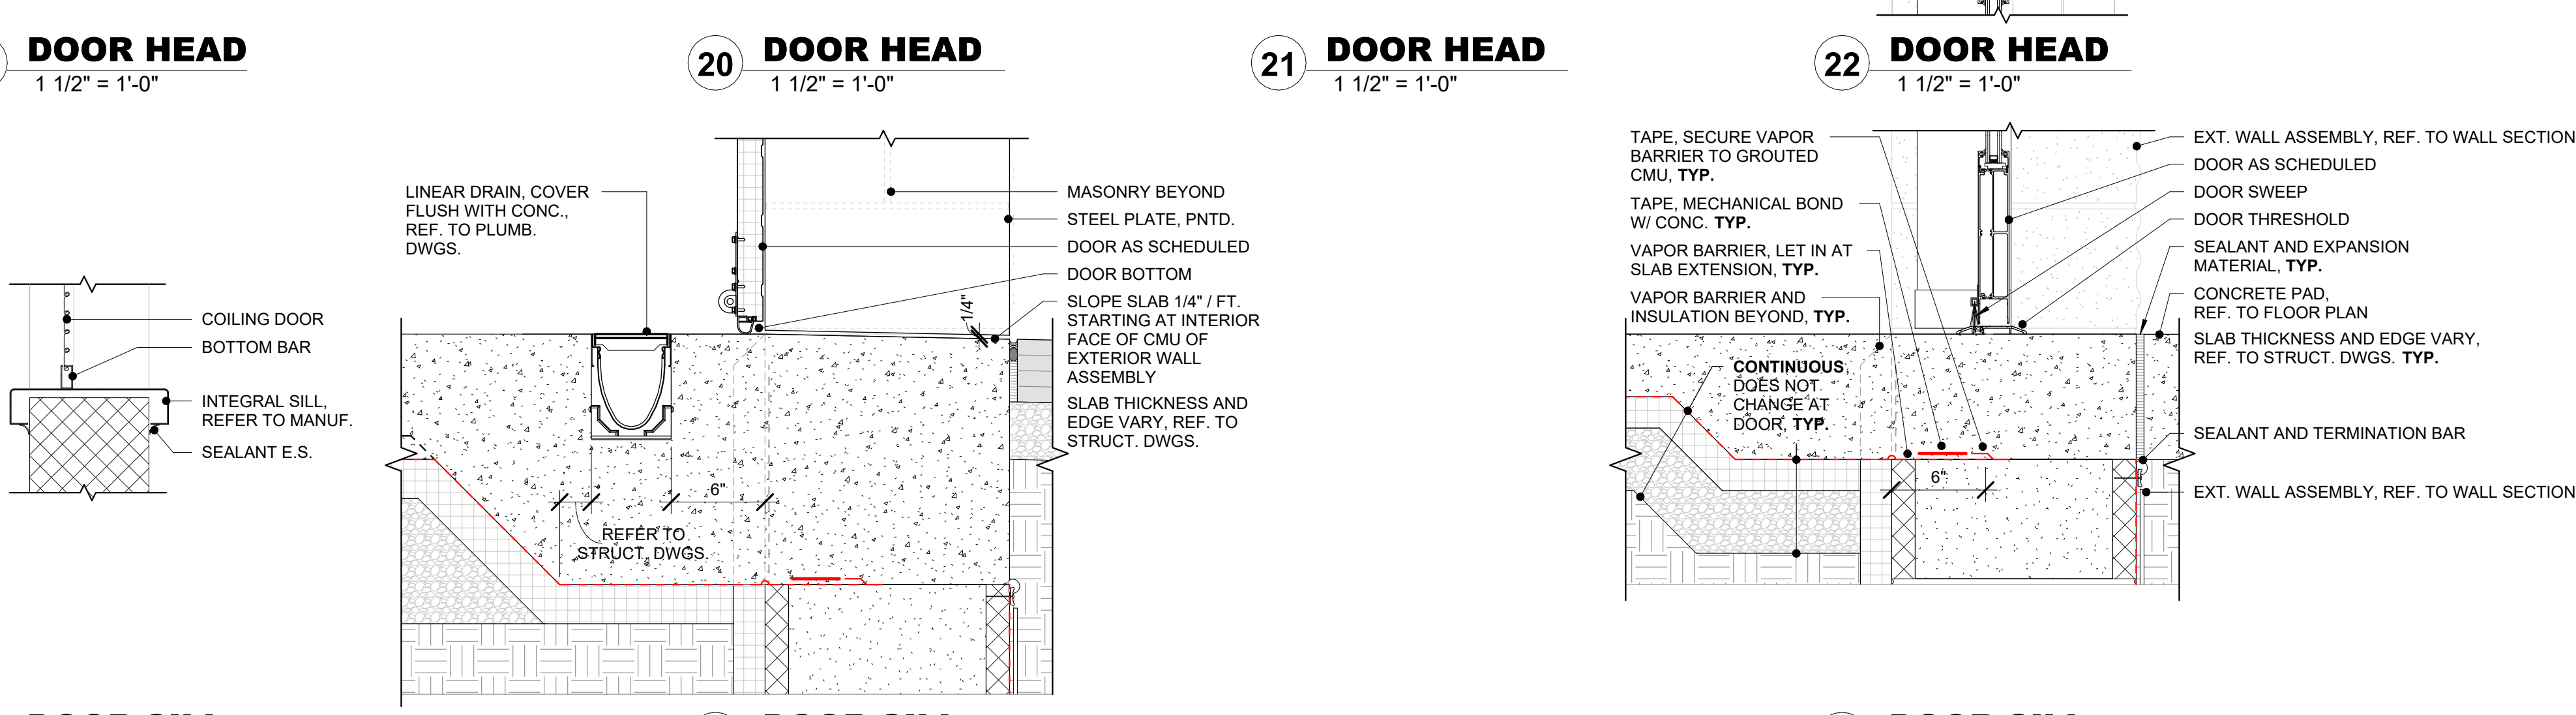 DOOR HEAD
1 1/2" = 1'-0"
20
DOOR HEAD
1 1/2" = 1'-0"
21
DOOR HEAD
1 1/2" = 1'-0"
22
DOOR HEAD
1 1/2" = 1'-0"
COILING DOOR
BOTTOM BAR
INTEGRAL SILL,
REFER TO MANUF.
SEALANT E.S.
LINEAR DRAIN, COVER
FLUSH WITH CONC.,
REF. TO PLUMB.
DWGS.
6"
REFER TO
STRUCT. DWGS.
1/4"
MASONRY BEYOND
STEEL PLATE, PNTD.
DOOR AS SCHEDULED
DOOR BOTTOM
SLOPE SLAB 1/4" / FT.
STARTING AT INTERIOR
FACE OF CMU OF
EXTERIOR WALL
ASSEMBLY
SLAB THICKNESS AND
EDGE VARY, REF. TO
STRUCT. DWGS.
TAPE, SECURE VAPOR
BARRIER TO GROUTED
CMU, TYP.
TAPE, MECHANICAL BOND
W/ CONC. TYP.
VAPOR BARRIER, LET IN AT
SLAB EXTENSION, TYP.
VAPOR BARRIER AND
INSULATION BEYOND, TYP.
CONTINUOUS,
DOES NOT
CHANGE AT
DOOR, TYP.
6"
EXT. WALL ASSEMBLY, REF. TO WALL SECTION
DOOR AS SCHEDULED
DOOR SWEEP
DOOR THRESHOLD
SEALANT AND EXPANSION
MATERIAL, TYP.
CONCRETE PAD,
REF. TO FLOOR PLAN
SLAB THICKNESS AND EDGE VARY,
REF. TO STRUCT. DWGS. TYP.
SEALANT AND TERMINATION BAR
EXT. WALL ASSEMBLY, REF. TO WALL SECTION